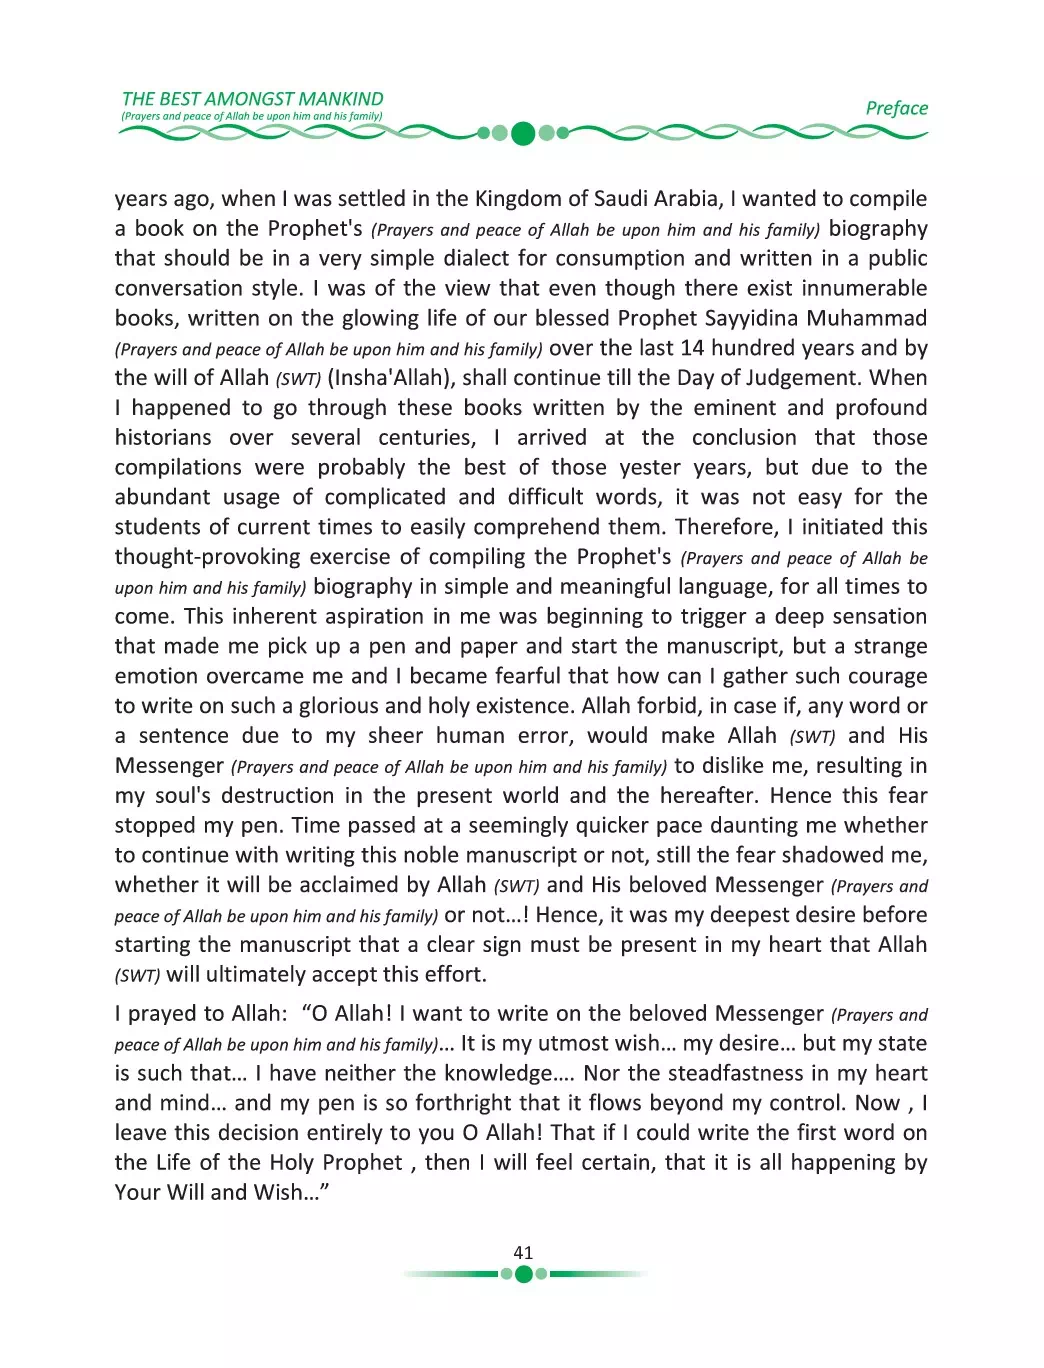 THE BEST AMONGST MANKIND
(Prayers and peace of Allah be upon him and his family)
Preface
years ago, when I was settled in the Kingdom of Saudi Arabia, I wanted to compile
a book on the Prophet's (Prayers and peace of Allah be upon him and his family) biography
that should be in a very simple dialect for consumption and written in a public
conversation style. I was of the view that even though there exist innumerable
books, written on the glowing life of our blessed Prophet Sayyidina Muhammad
(Prayers and peace of Allah be upon him and his family) over the last 14 hundred years and by
the will of Allah (SWT) (Insha'Allah), shall continue till the Day of Judgement. When
I happened to go through these books written by the eminent and profound
historians over several centuries, I arrived at the conclusion that those
compilations were probably the best of those yester years, but due to the
abundant usage of complicated and difficult words, it was not easy for the
students of current times to easily comprehend them. Therefore, I initiated this
thought-provoking exercise of compiling the Prophet's (Prayers and peace of Allah be
upon him and his family) biography in simple and meaningful language, for all times to
come. This inherent aspiration in me was beginning to trigger a deep sensation
that made me pick up a pen and paper and start the manuscript, but a strange
emotion overcame me and I became fearful that how can I gather such courage
to write on such a glorious and holy existence. Allah forbid, in case if, any word or
a sentence due to my sheer human error, would make Allah (SWT) and His
Messenger (Prayers and peace of Allah be upon him and his family) to dislike me, resulting in
my soul's destruction in the present world and the hereafter. Hence this fear
stopped my pen. Time passed at a seemingly quicker pace daunting me whether
to continue with writing this noble manuscript or not, still the fear shadowed me,
whether it will be acclaimed by Allah (SWT) and His beloved Messenger (Prayers and
peace of Allah be upon him and his family) or not…! Hence, it was my deepest desire before
starting the manuscript that a clear sign must be present in my heart that Allah
(SWT) will ultimately accept this effort.
I prayed to Allah:  “O Allah! I want to write on the beloved Messenger (Prayers and
peace of Allah be upon him and his family)… It is my utmost wish… my desire… but my state
is such that… I have neither the knowledge…. Nor the steadfastness in my heart
and mind… and my pen is so forthright that it flows beyond my control. Now , I
leave this decision entirely to you O Allah! That if I could write the first word on
the Life of the Holy Prophet , then I will feel certain, that it is all happening by
Your Will and Wish…”
41